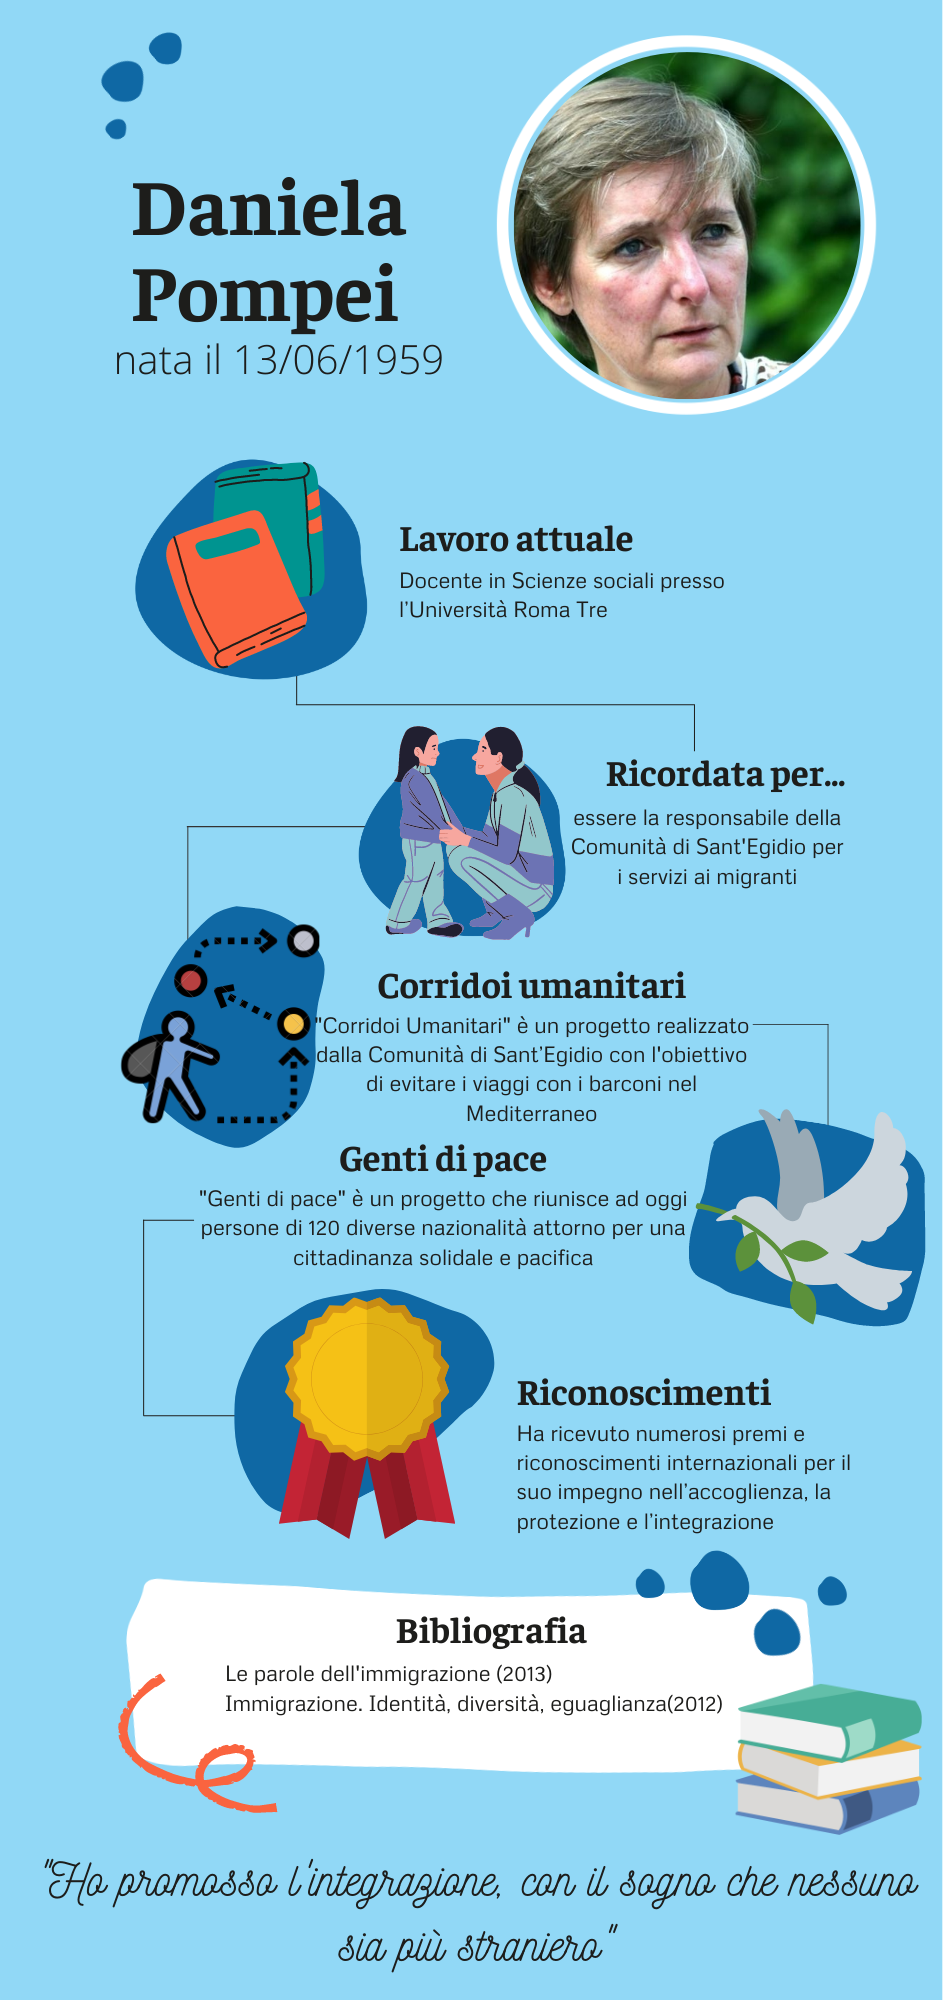 Daniela
Pompei
nata il 13/06/1959
Lavoro attuale
Docente in Scienze sociali presso
l'Università Roma Tre
Ricordata per...
essere la responsabile della
Comunità di Sant'Egidio per
i servizi ai migranti
Corridoi umanitari
"Corridoi Umanitari" è un progetto realizzato
dalla Comunità di Sant'Egidio con l'obiettivo
di evitare i viaggi con i barconi nel
Mediterraneo
Genti di pace
"Genti di pace" è un progetto che riunisce ad oggi
persone di 120 diverse nazionalità attorno per una
cittadinanza solidale e pacifica
Riconoscimenti
Ha ricevuto numerosi premi e
riconoscimenti internazionali per il
suo impegno nell'accoglienza, la
protezione e l'integrazione
Bibliografia
Le parole dell'immigrazione (2013)
Immigrazione. Identità, diversità, eguaglianza(2012)
"Ho promosso l'integrazione, con il sogno che nessuno
sia più straniero"